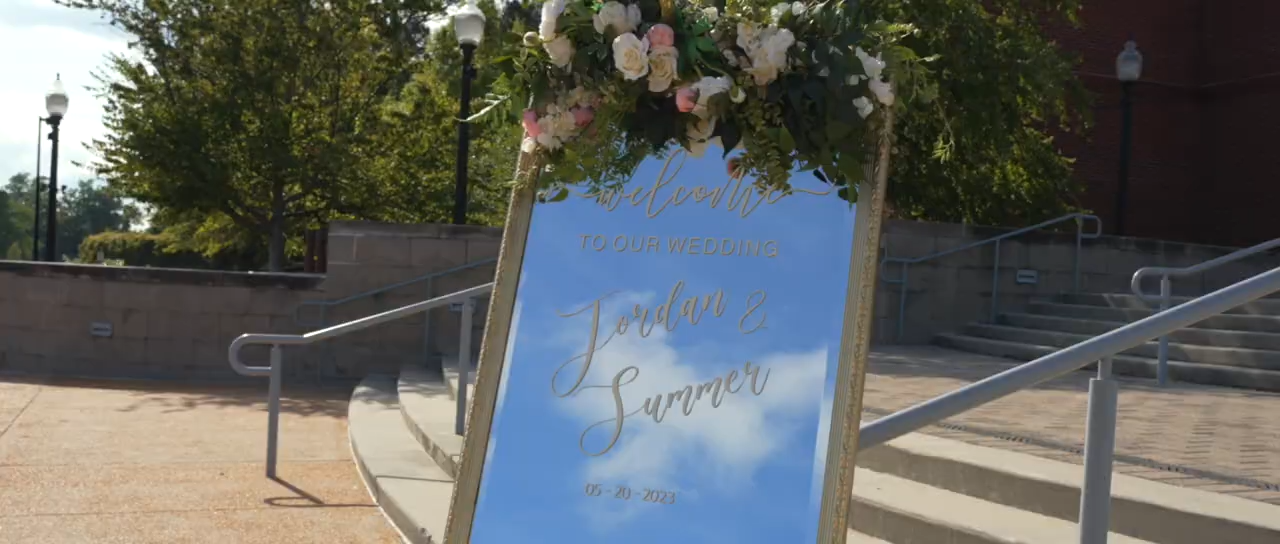 welcome
TO OUR WEDDING
Jordan &
Summer
05-20-2023